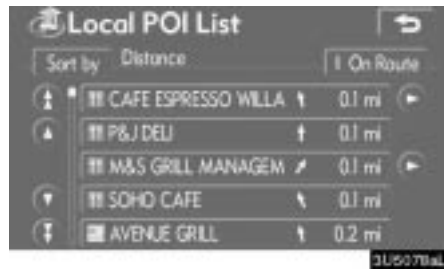 Local POI List
Sort by Distance On Route
CAFE ESPRESSO WILLA 0.1 mi
P&J DELI 0.1 mi
M&S GRILL MANAGEM 0.1 mi
SOHO CAFE 0.1 mi
AVENUE GRILL 0.2 mi